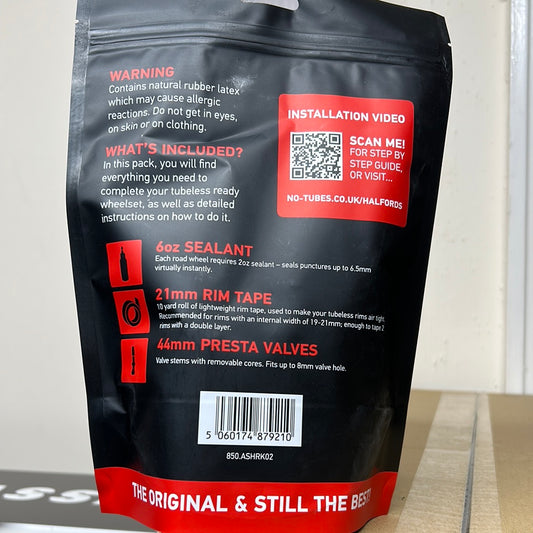 WARNING
Contains natural rubber latex
which may cause allergic
reactions. Do not get in eyes,
on skin or on clothing.
WHAT'S INCLUDED?
In this pack, you will find
everything you need to
complete your tubeless ready
wheelset, as well as detailed
instructions on how to do it.
INSTALLATION VIDEO
SCAN ME!
FOR STEP BY
STEP GUIDE,
OR VISIT...
NO-TUBES.CO.UK/HALFORDS
6oz SEALANT
Each road wheel requires 2oz sealant – seals punctures up to 6.5mm
virtually instantly.
21mm RIM TAPE
10 yard roll of lightweight rim tape, used to make your tubeless rims air tight.
Recommended for rims with an internal width of 19-21mm; enough to tape 2
rims with a double layer.
44mm PRESTA VALVES
Valve stems with removable cores. Fits up to 8mm valve hole.
5 060174 879210
850.ASHRK02
THE ORIGINAL & STILL THE BEST!